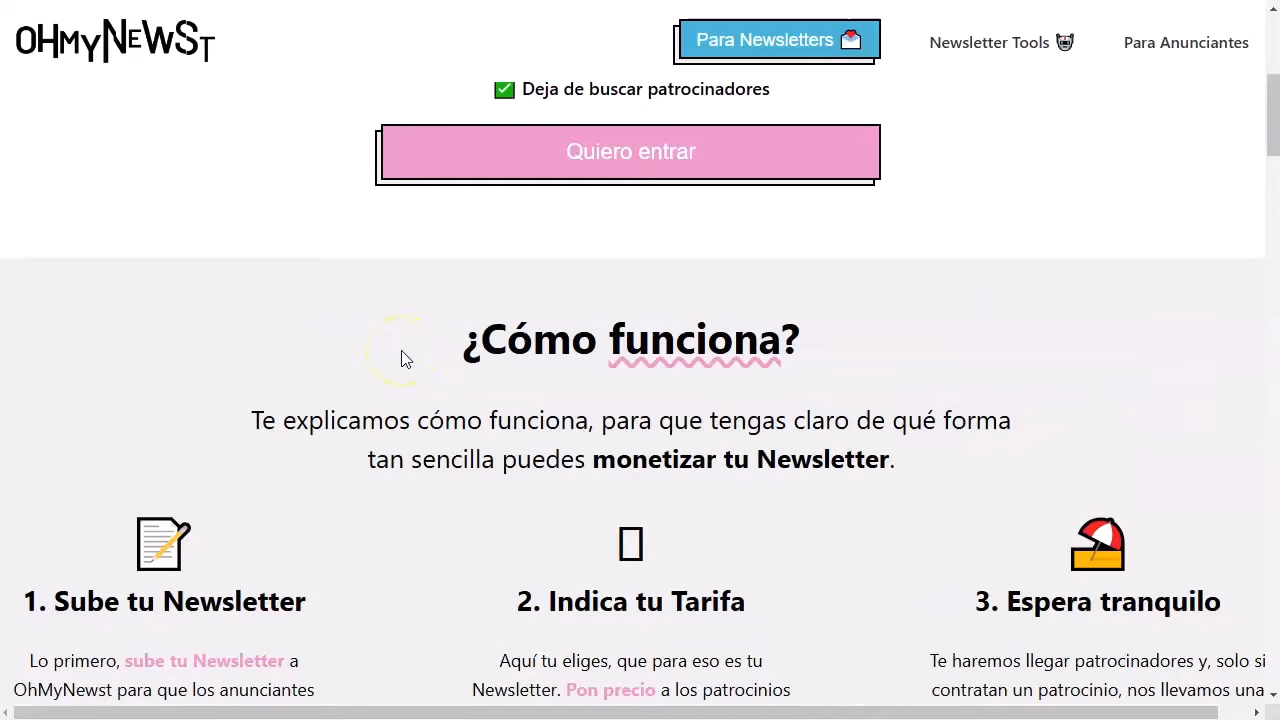 OHMYNEWST
Para Newsletters
Newsletter Tools
Para Anunciantes
Deja de buscar patrocinadores
Quiero entrar
¿Cómo funciona?
Te explicamos cómo funciona, para que tengas claro de qué forma
tan sencilla puedes monetizar tu Newsletter.
1. Sube tu Newsletter
Lo primero, sube tu Newsletter a
OhMyNewst para que los anunciantes
2. Indica tu Tarifa
Aquí tu eliges, que para eso es tu
Newsletter. Pon precio a los patrocinios
3. Espera tranquilo
Te haremos llegar patrocinadores y, solo si
contratan un patrocinio, nos llevamos una